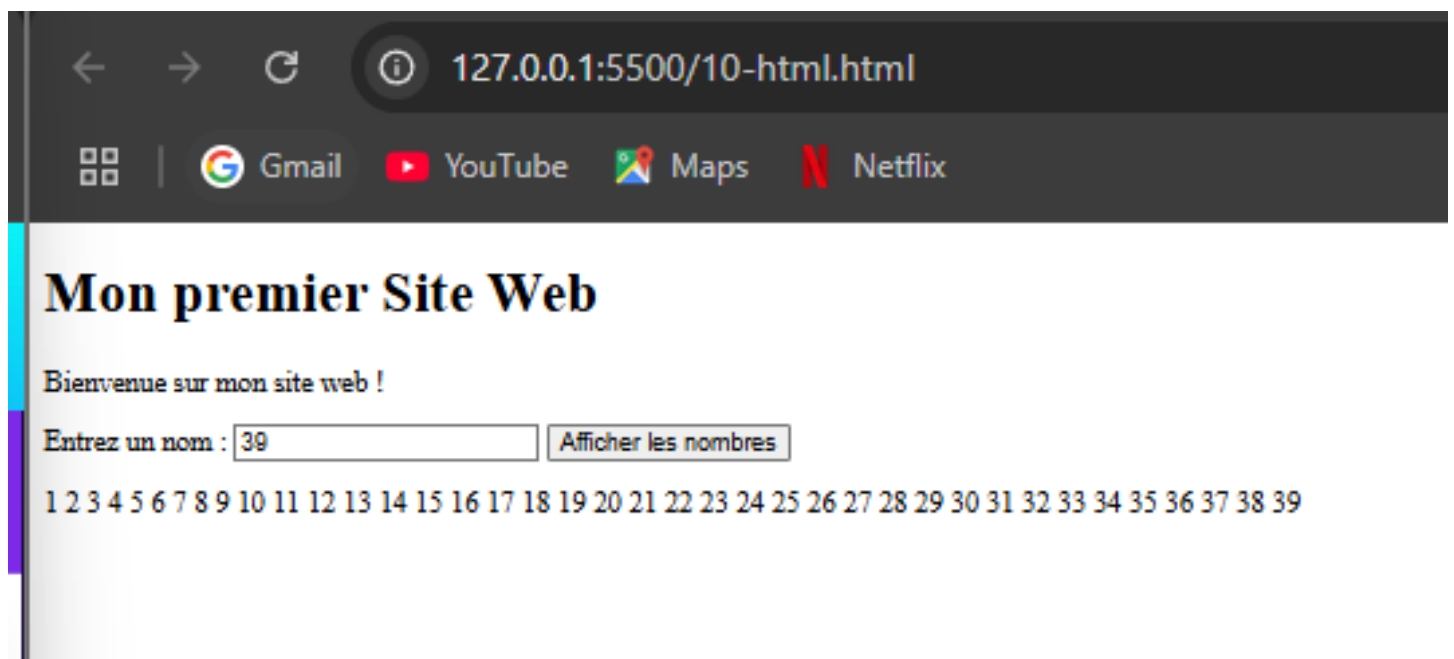 127.0.0.1:5500/10-html.html
Gmail YouTube Maps Netflix
Mon premier Site Web
Bienvenue sur mon site web !
Entrez un nom : 39 Afficher les nombres
1 2 3 4 5 6 7 8 9 10 11 12 13 14 15 16 17 18 19 20 21 22 23 24 25 26 27 28 29 30 31 32 33 34 35 36 37 38 39